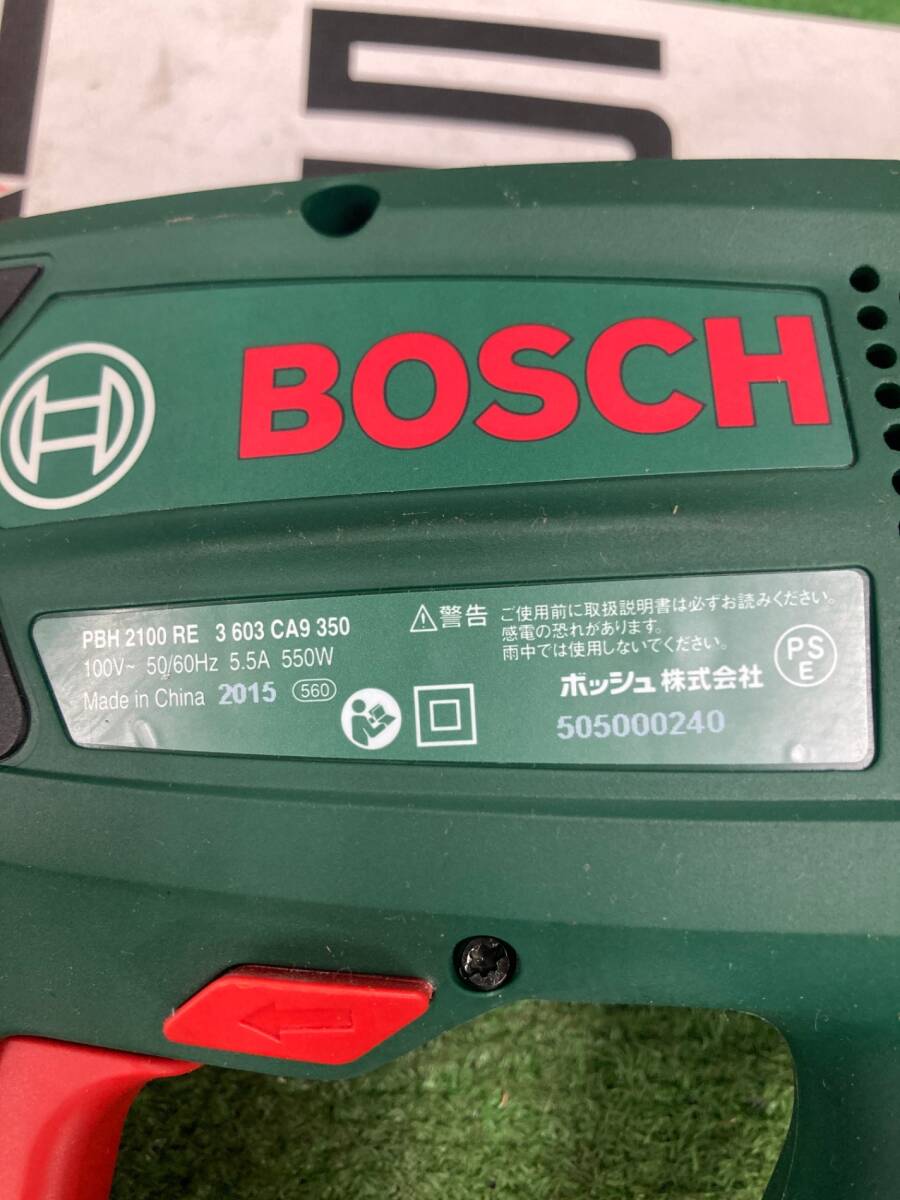 BOSCH
PBH 2100 RE 3 603 CA9 350
100V~ 50/60Hz 5.5A 550W
Made in China 2015 560
⚠警告 ご使用前に取扱説明書は必ずお読みください。
感電の恐れがあります。
雨中では使用しないでください。
ボッシュ株式会社
PS
E
505000240